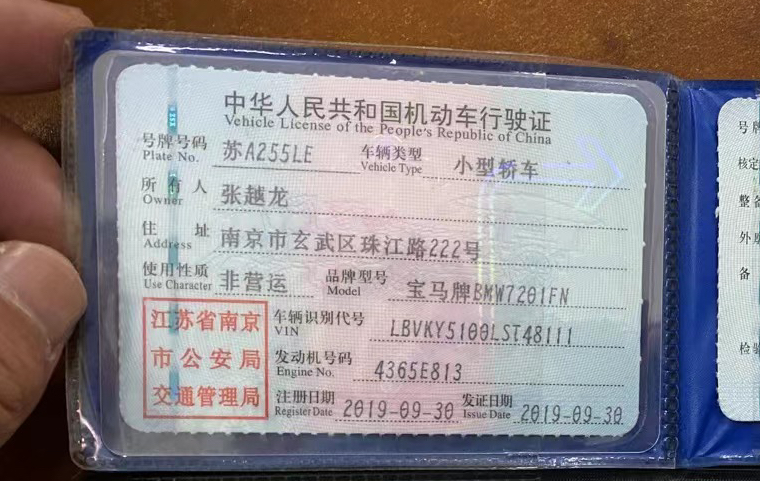 中华人民共和国机动车行驶证
Vehicle License of the People's Republic of China
号牌号码 苏A255LE 车辆类型 小型轿车
Plate No. Vehicle Type
所有人 张越龙
Owner
住址 南京市玄武区珠江路222号
Address
使用性质 非营运 品牌型号 宝马牌BMW7201FN
Use Character Model
江苏省南京
市公安局
交通管理局
车辆识别代号 LBVKY5100LST48111
VIN
发动机号码 4365E813
Engine No.
注册日期 2019-09-30 发证日期 2019-09-30
Register Date Issue Date
号
核定
整备
外
备
检